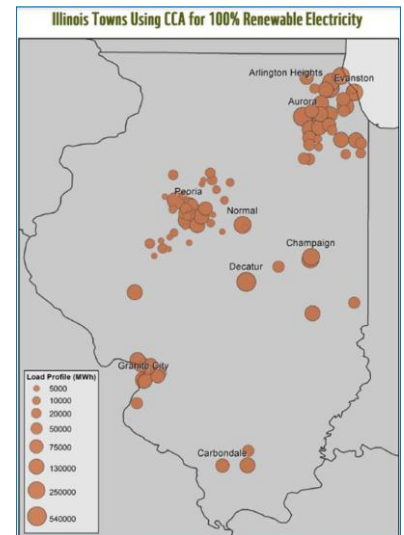 Illinois Towns Using CCA for 100% Renewable Electricity
Arlington Heights
Evanston
Aurora
Peoria
Normal
Champaign
Decatur
Granite City
Load Profile (MWh)
5000
10000
20000
50000
75000
130000
250000
540000
Carbondale